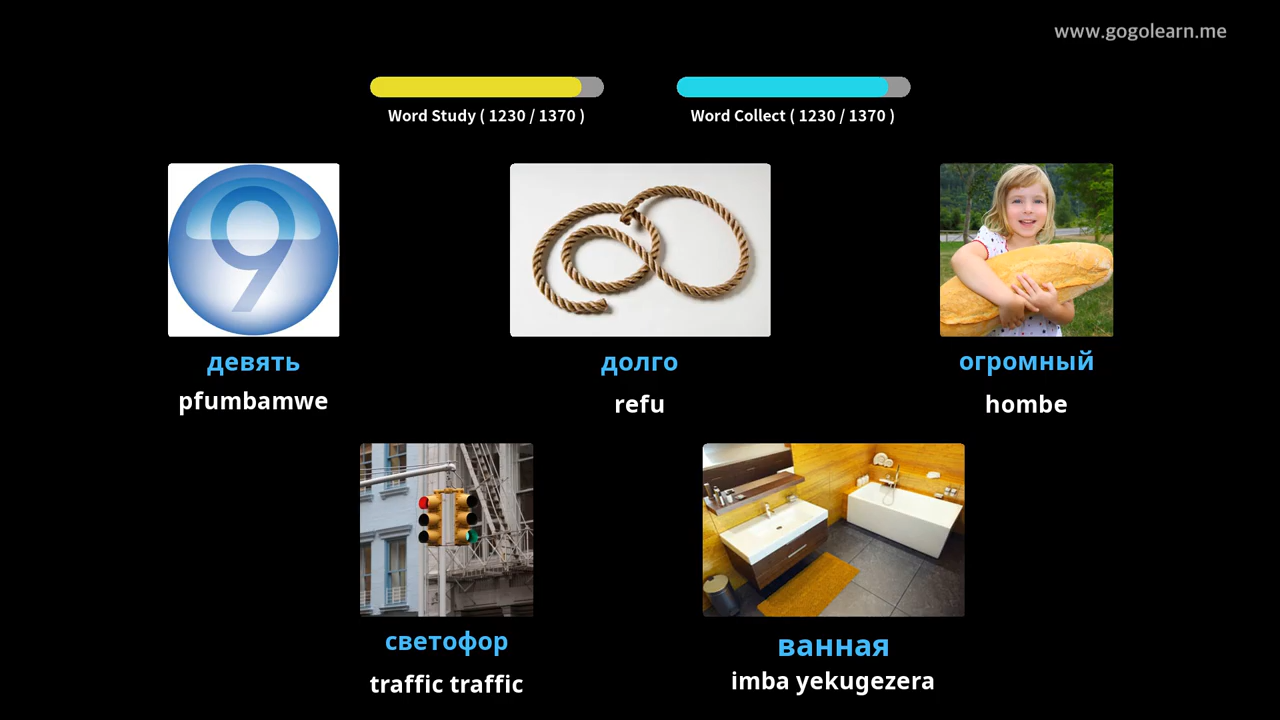 www.gogolearn.me
Word Study ( 1230 / 1370 )
Word Collect ( 1230 / 1370 )
9
девять
pfumbamwe
долго
refu
огромный
hombe
светофор
traffic traffic
ванная
imba yekugezera